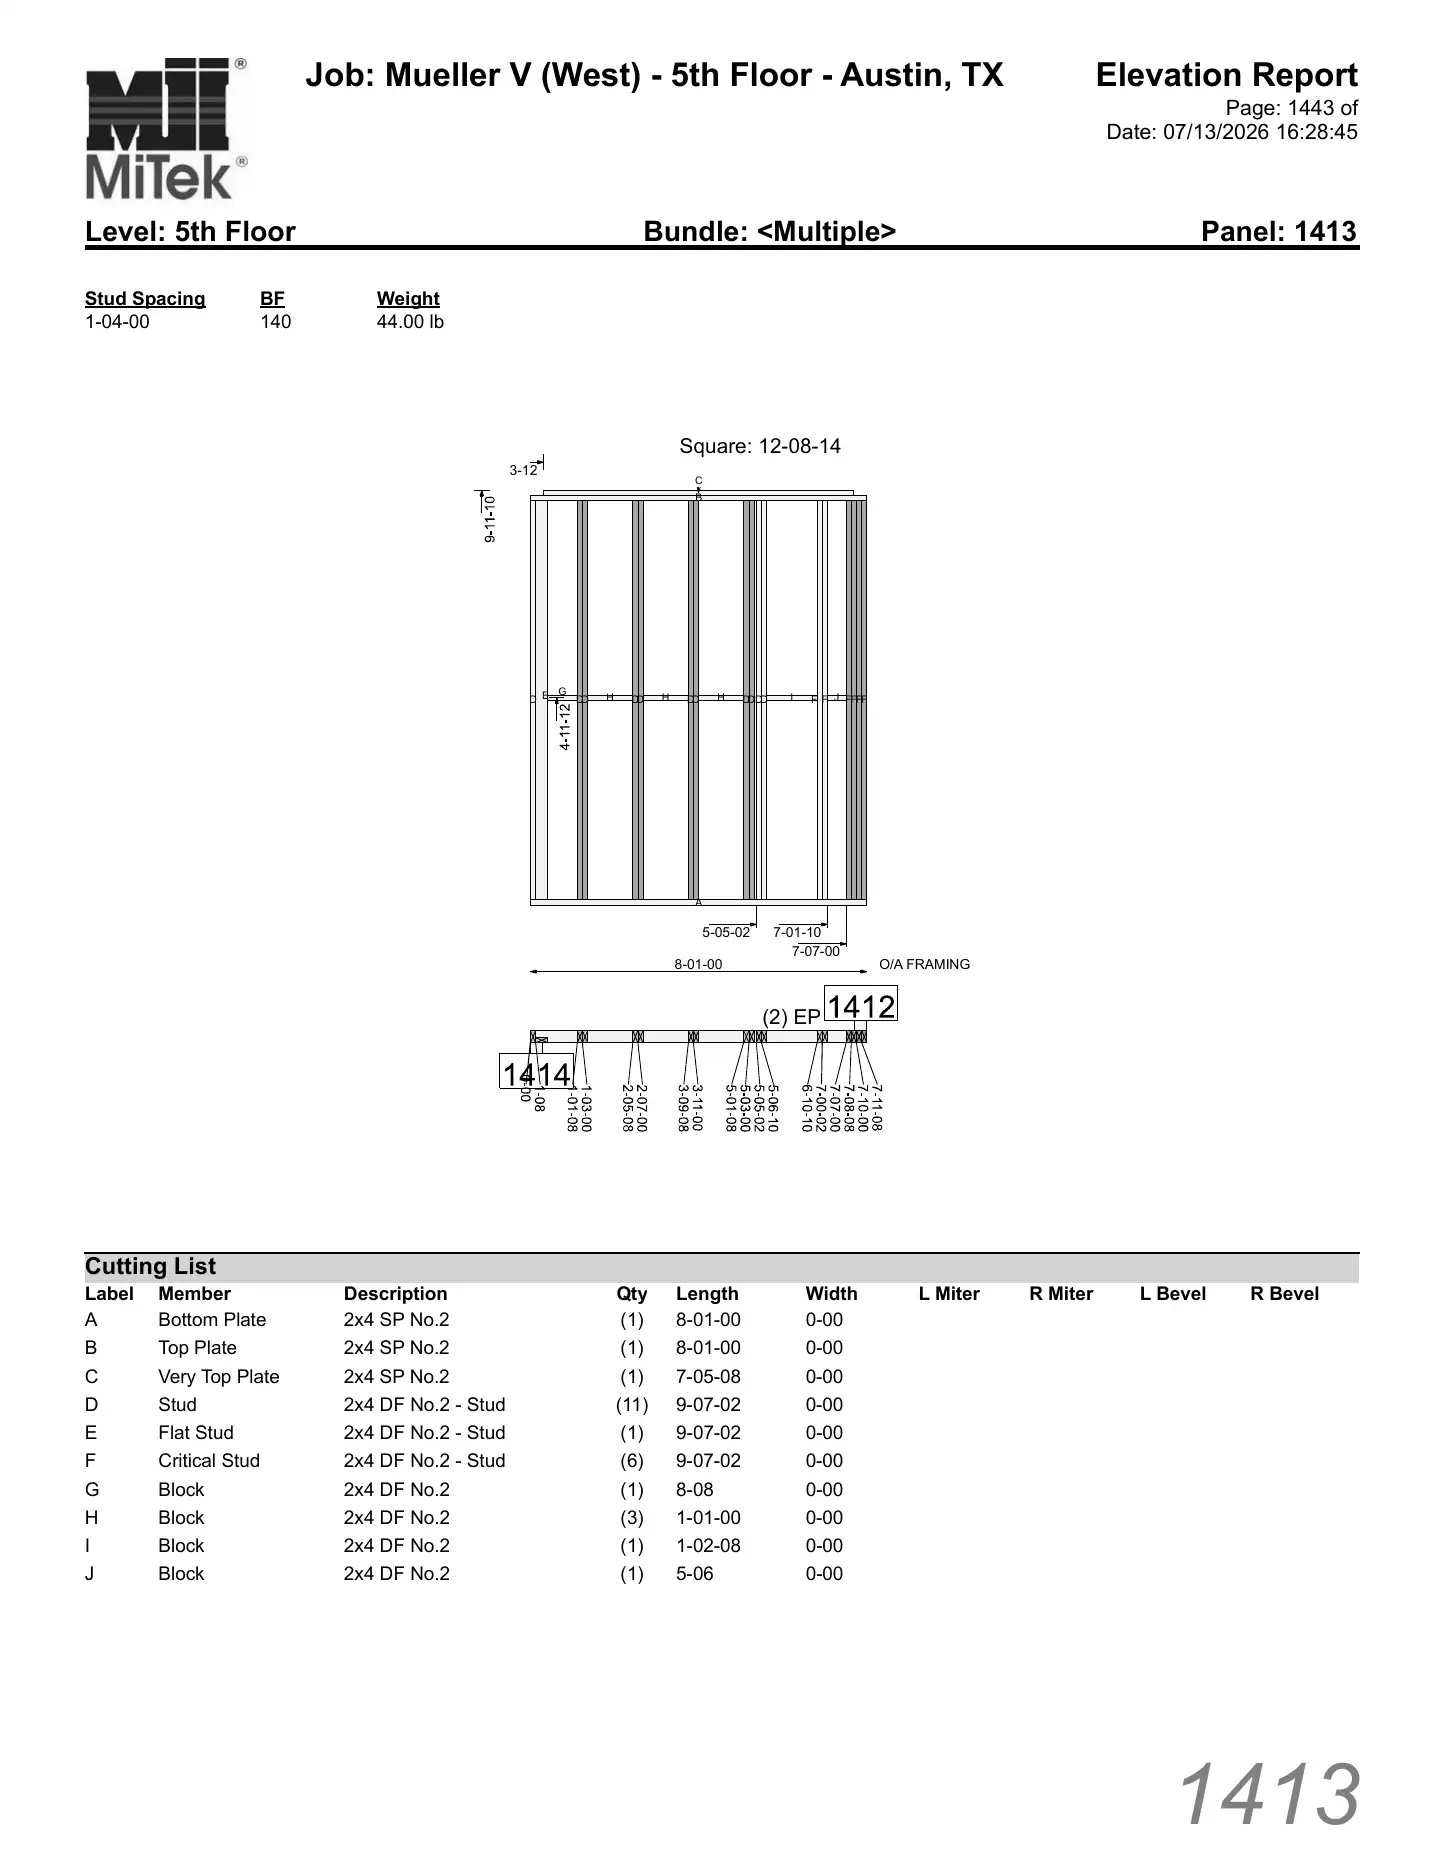 Job: Mueller V (West) - 5th Floor - Austin, TX
Elevation Report
Page: 1443 of
Date: 07/13/2026 16:28:45
MiTek®
Level: 5th Floor Bundle: <Multiple> Panel: 1413
Stud Spacing BF Weight
1-04-00 140 44.00 lb
Square: 12-08-14
3-12
C
B
9-11-10
E G H H H I F F J
4-11-12
A
5-05-02 7-01-10
7-07-00
8-01-00 O/A FRAMING
(2) EP 1412
1414
1-08
1-01-08
1-03-00
2-05-08
2-07-00
3-09-08
3-11-00
5-01-08
5-03-00
5-05-02
5-06-10
6-10-10
7-00-02
7-07-00
7-08-08
7-10-00
7-11-08
Cutting List
Label Member Description Qty Length Width L Miter R Miter L Bevel R Bevel
A Bottom Plate 2x4 SP No.2 (1) 8-01-00 0-00
B Top Plate 2x4 SP No.2 (1) 8-01-00 0-00
C Very Top Plate 2x4 SP No.2 (1) 7-05-08 0-00
D Stud 2x4 DF No.2 - Stud (11) 9-07-02 0-00
E Flat Stud 2x4 DF No.2 - Stud (1) 9-07-02 0-00
F Critical Stud 2x4 DF No.2 - Stud (6) 9-07-02 0-00
G Block 2x4 DF No.2 (1) 8-08 0-00
H Block 2x4 DF No.2 (3) 1-01-00 0-00
I Block 2x4 DF No.2 (1) 1-02-08 0-00
J Block 2x4 DF No.2 (1) 5-06 0-00
1413